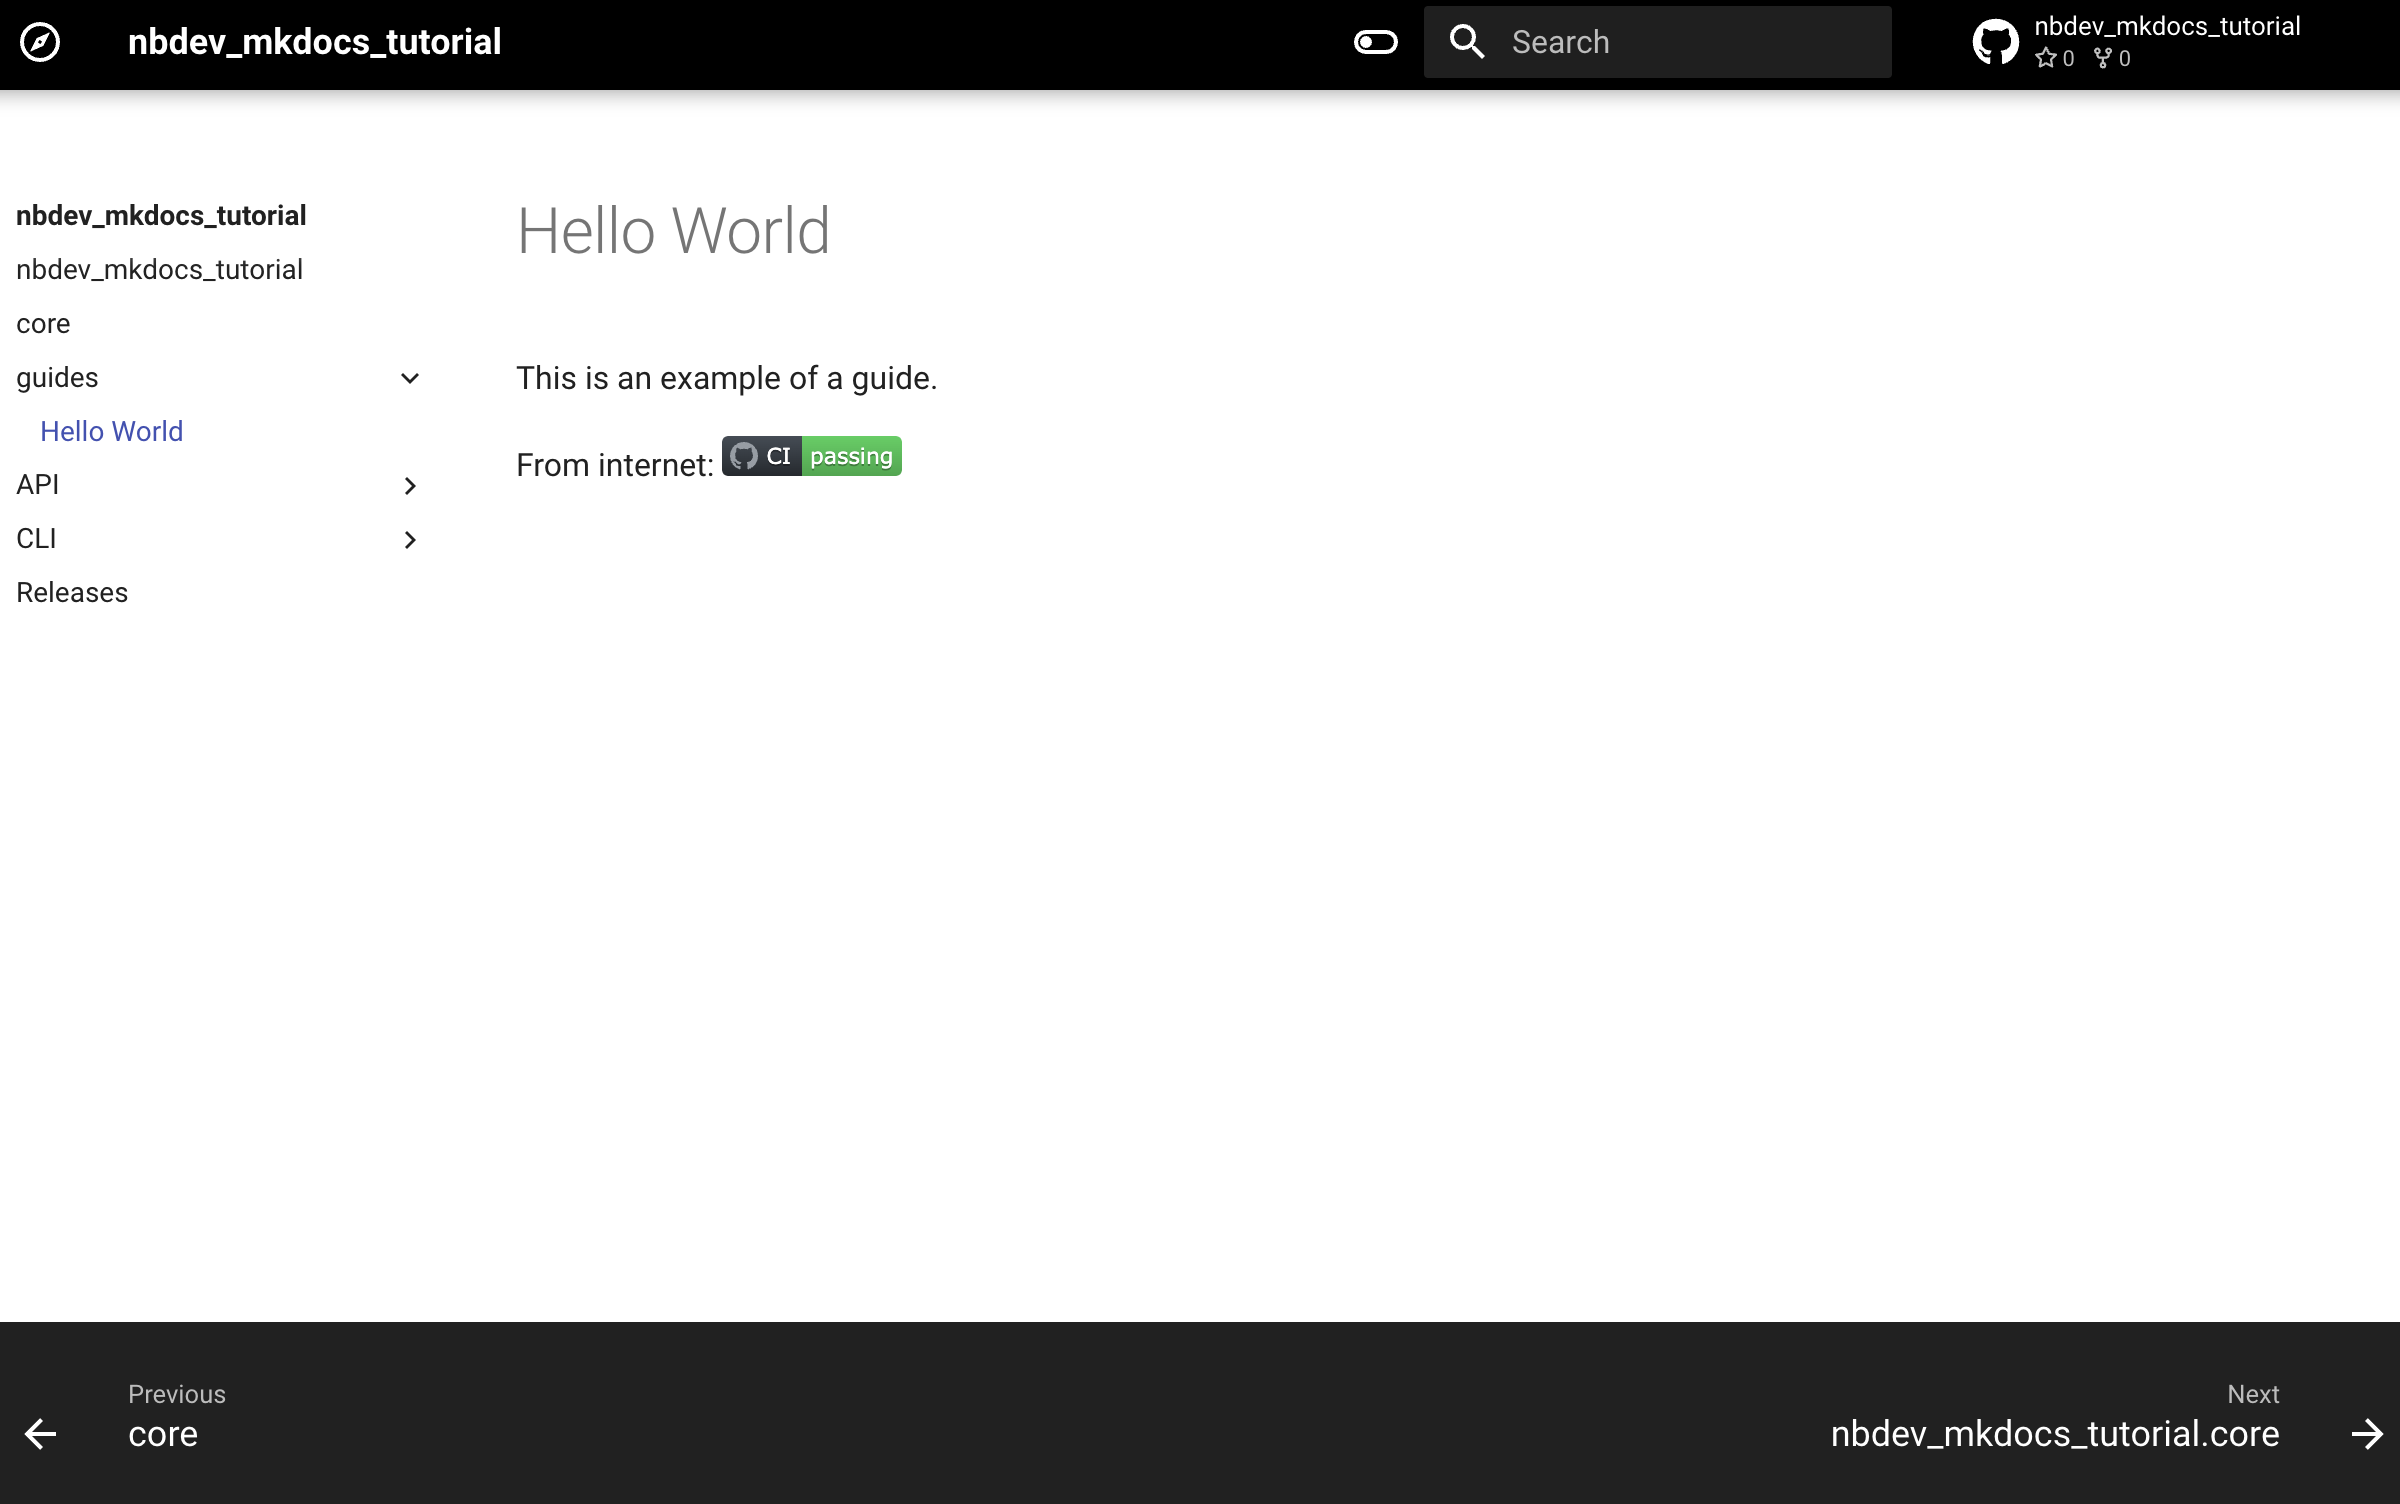 nbdev_mkdocs_tutorial
Search
nbdev_mkdocs_tutorial
0 0
nbdev_mkdocs_tutorial
nbdev_mkdocs_tutorial
core
guides
Hello World
API
CLI
Releases
Hello World
This is an example of a guide.
From internet: CI passing
Previous
core
Next
nbdev_mkdocs_tutorial.core